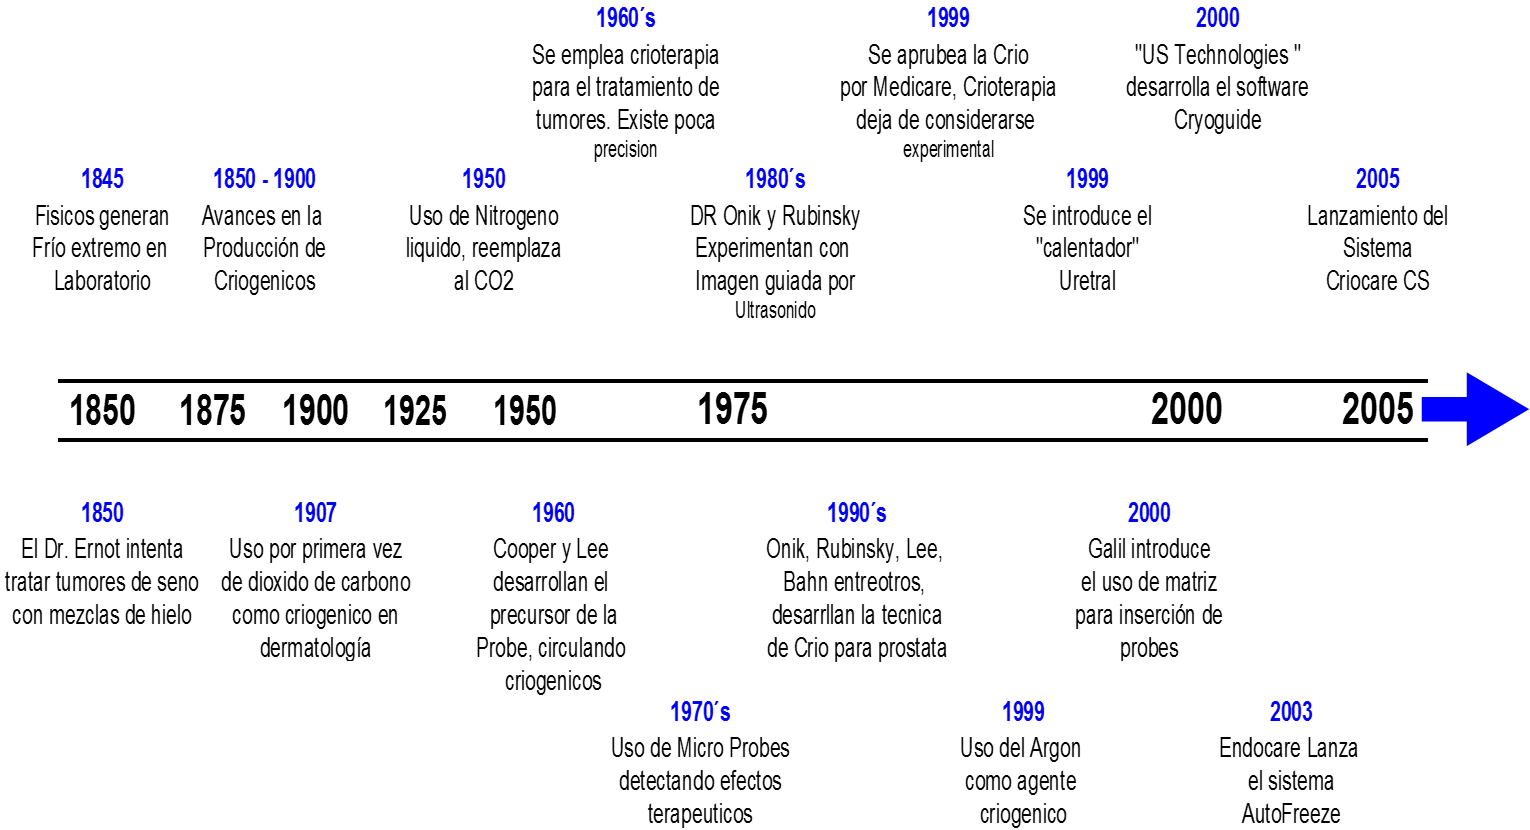 1960´s
Se emplea crioterapia
para el tratamiento de
tumores. Existe poca
precision
1999
Se aprubea la Crio
por Medicare, Crioterapia
deja de considerarse
experimental
2000
"US Technologies "
desarrolla el software
Cryoguide
1845
Fisicos generan
Frío extremo en
Laboratorio
1850 - 1900
Avances en la
Producción de
Criogenicos
1950
Uso de Nitrogeno
liquido, reemplaza
al CO2
1980´s
DR Onik y Rubinsky
Experimentan con
Imagen guiada por
Ultrasonido
1999
Se introduce el
"calentador"
Uretral
2005
Lanzamiento del
Sistema
Criocare CS
1850 1875 1900 1925 1950 1975 2000 2005
1850
El Dr. Ernot intenta
tratar tumores de seno
con mezclas de hielo
1907
Uso por primera vez
de dioxido de carbono
como criogenico en
dermatología
1960
Cooper y Lee
desarrollan el
precursor de la
Probe, circulando
criogenicos
1990´s
Onik, Rubinsky, Lee,
Bahn entreotros,
desarrllan la tecnica
de Crio para prostata
2000
Galil introduce
el uso de matriz
para inserción de
probes
1970´s
Uso de Micro Probes
detectando efectos
terapeuticos
1999
Uso del Argon
como agente
criogenico
2003
Endocare Lanza
el sistema
AutoFreeze